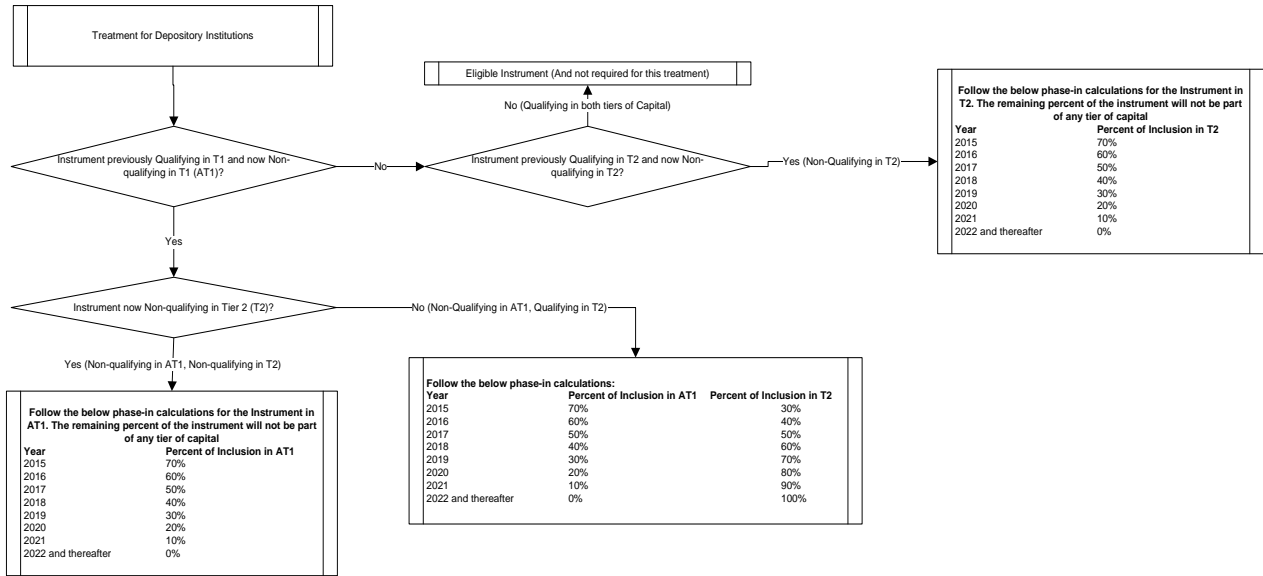 Treatment for Depository Institutions
Eligible Instrument (And not required for this treatment)
No (Qualifying in both tiers of Capital)
Instrument previously Qualifying in T1 and now Non-
qualifying in T1 (AT1)?
No
Instrument previously Qualifying in T2 and now Non-
qualifying in T2?
Yes (Non-Qualifying in T2)
Follow the below phase-in calculations for the Instrument in
T2. The remaining percent of the instrument will not be part
of any tier of capital
Year Percent of Inclusion in T2
2015 70%
2016 60%
2017 50%
2018 40%
2019 30%
2020 20%
2021 10%
2022 and thereafter 0%
Yes
Instrument now Non-qualifying in Tier 2 (T2)?
No (Non-Qualifying in AT1, Qualifying in T2)
Yes (Non-qualifying in AT1, Non-qualifying in T2)
Follow the below phase-in calculations for the Instrument in
AT1. The remaining percent of the instrument will not be part
of any tier of capital
Year Percent of Inclusion in AT1
2015 70%
2016 60%
2017 50%
2018 40%
2019 30%
2020 20%
2021 10%
2022 and thereafter 0%
Follow the below phase-in calculations:
Year Percent of Inclusion in AT1 Percent of Inclusion in T2
2015 70% 30%
2016 60% 40%
2017 50% 50%
2018 40% 60%
2019 30% 70%
2020 20% 80%
2021 10% 90%
2022 and thereafter 0% 100%